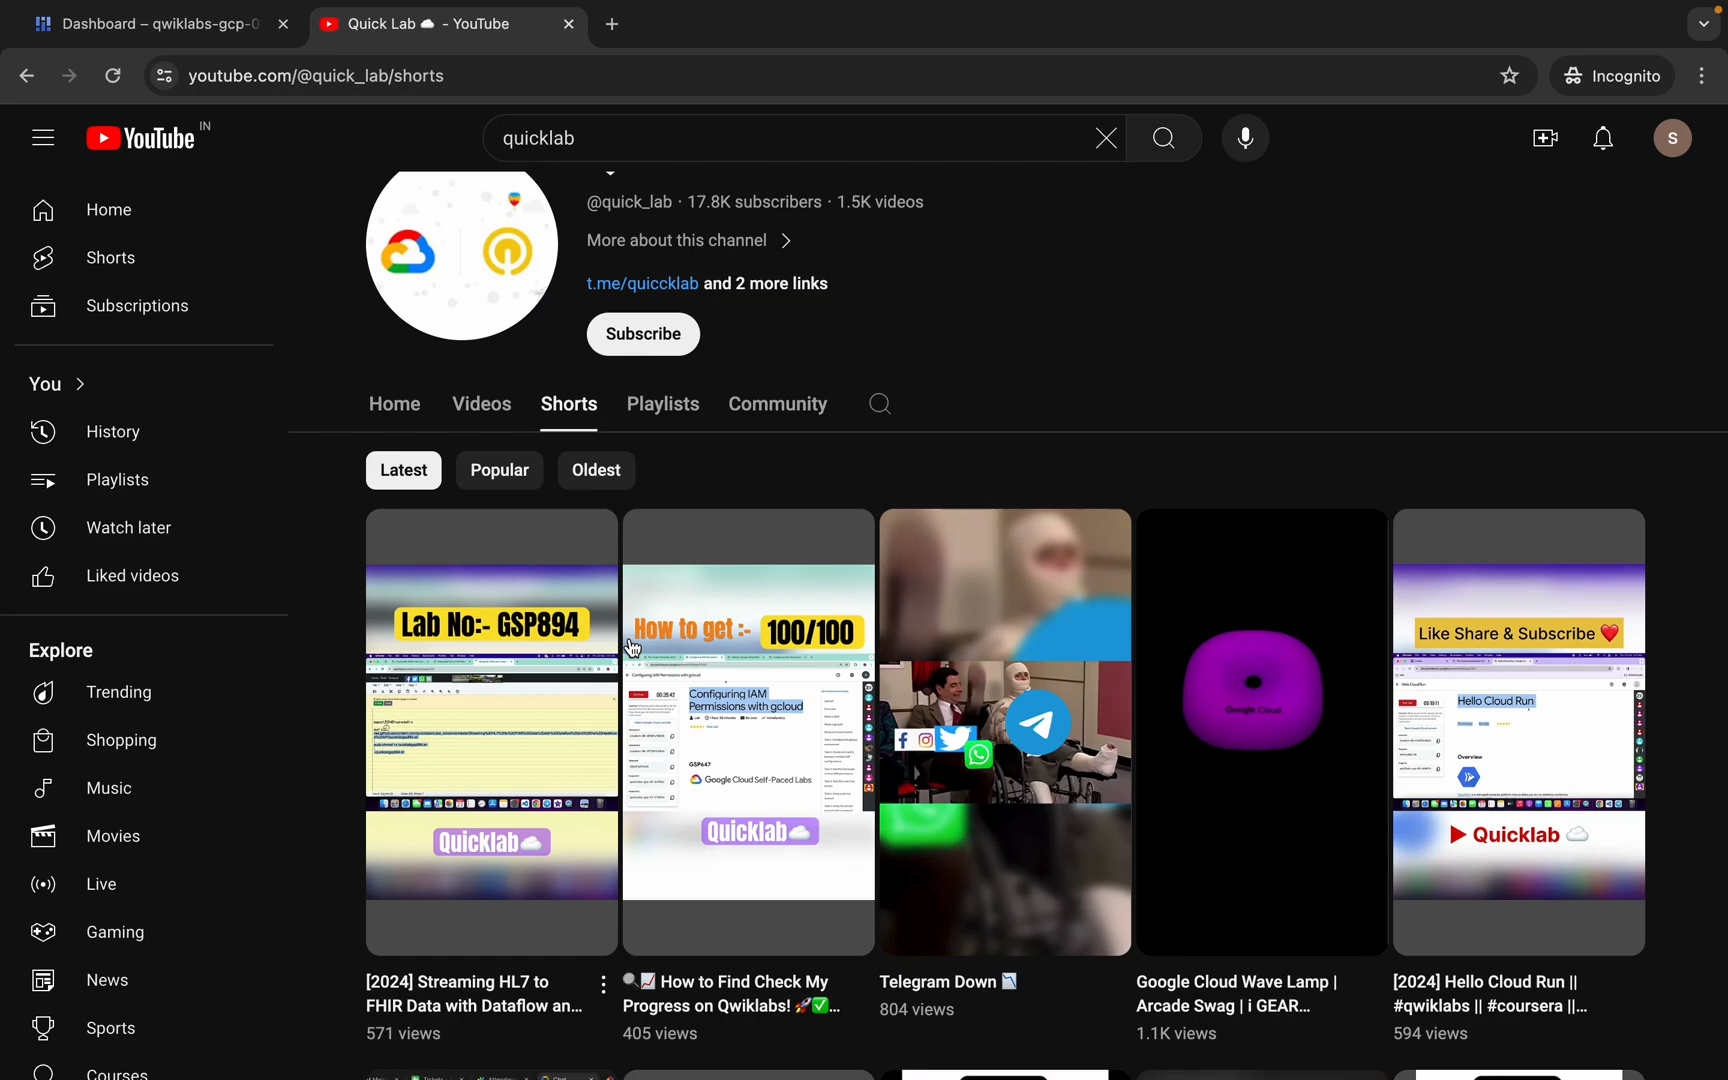 Dashboard – qwiklabs-gcp-0
Quick Lab ☁ - YouTube
youtube.com/@quick_lab/shorts
Incognito
YouTube IN
quicklab
S
@quick_lab · 17.8K subscribers · 1.5K videos
Home
More about this channel
Shorts
t.me/quiccklab and 2 more links
Subscriptions
Subscribe
You
Home Videos Shorts Playlists Community
History
Latest Popular Oldest
Playlists
Watch later
Liked videos
Explore
Trending
Shopping
Music
Movies
Live
Gaming
News
Sports
Courses
Lab No:- GSP894
Quicklab☁
How to get :- 100/100
Configuring IAM
Permissions with gcloud
GSP647
Google Cloud Self-Paced Labs
Quicklab☁
Google Cloud
Like Share & Subscribe ❤
Hello Cloud Run
Overview
Quicklab ☁
[2024] Streaming HL7 to
FHIR Data with Dataflow an...
571 views
🔍📈 How to Find Check My
Progress on Qwiklabs! 🚀✅...
405 views
Telegram Down 📉
804 views
Google Cloud Wave Lamp |
Arcade Swag | i GEAR...
1.1K views
[2024] Hello Cloud Run ||
#qwiklabs || #coursera ||...
594 views